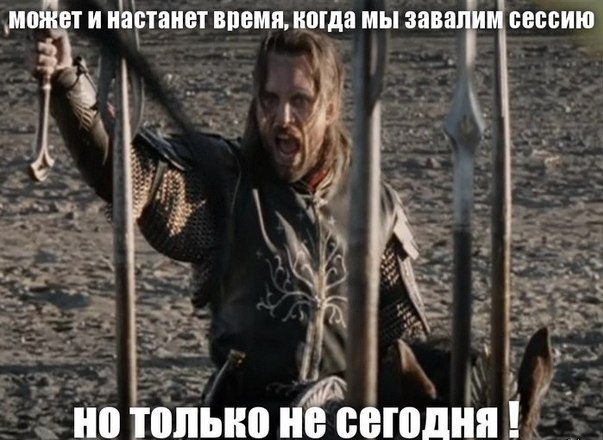 может и настанет время, когда мы завалим сессию
но только не сегодня !